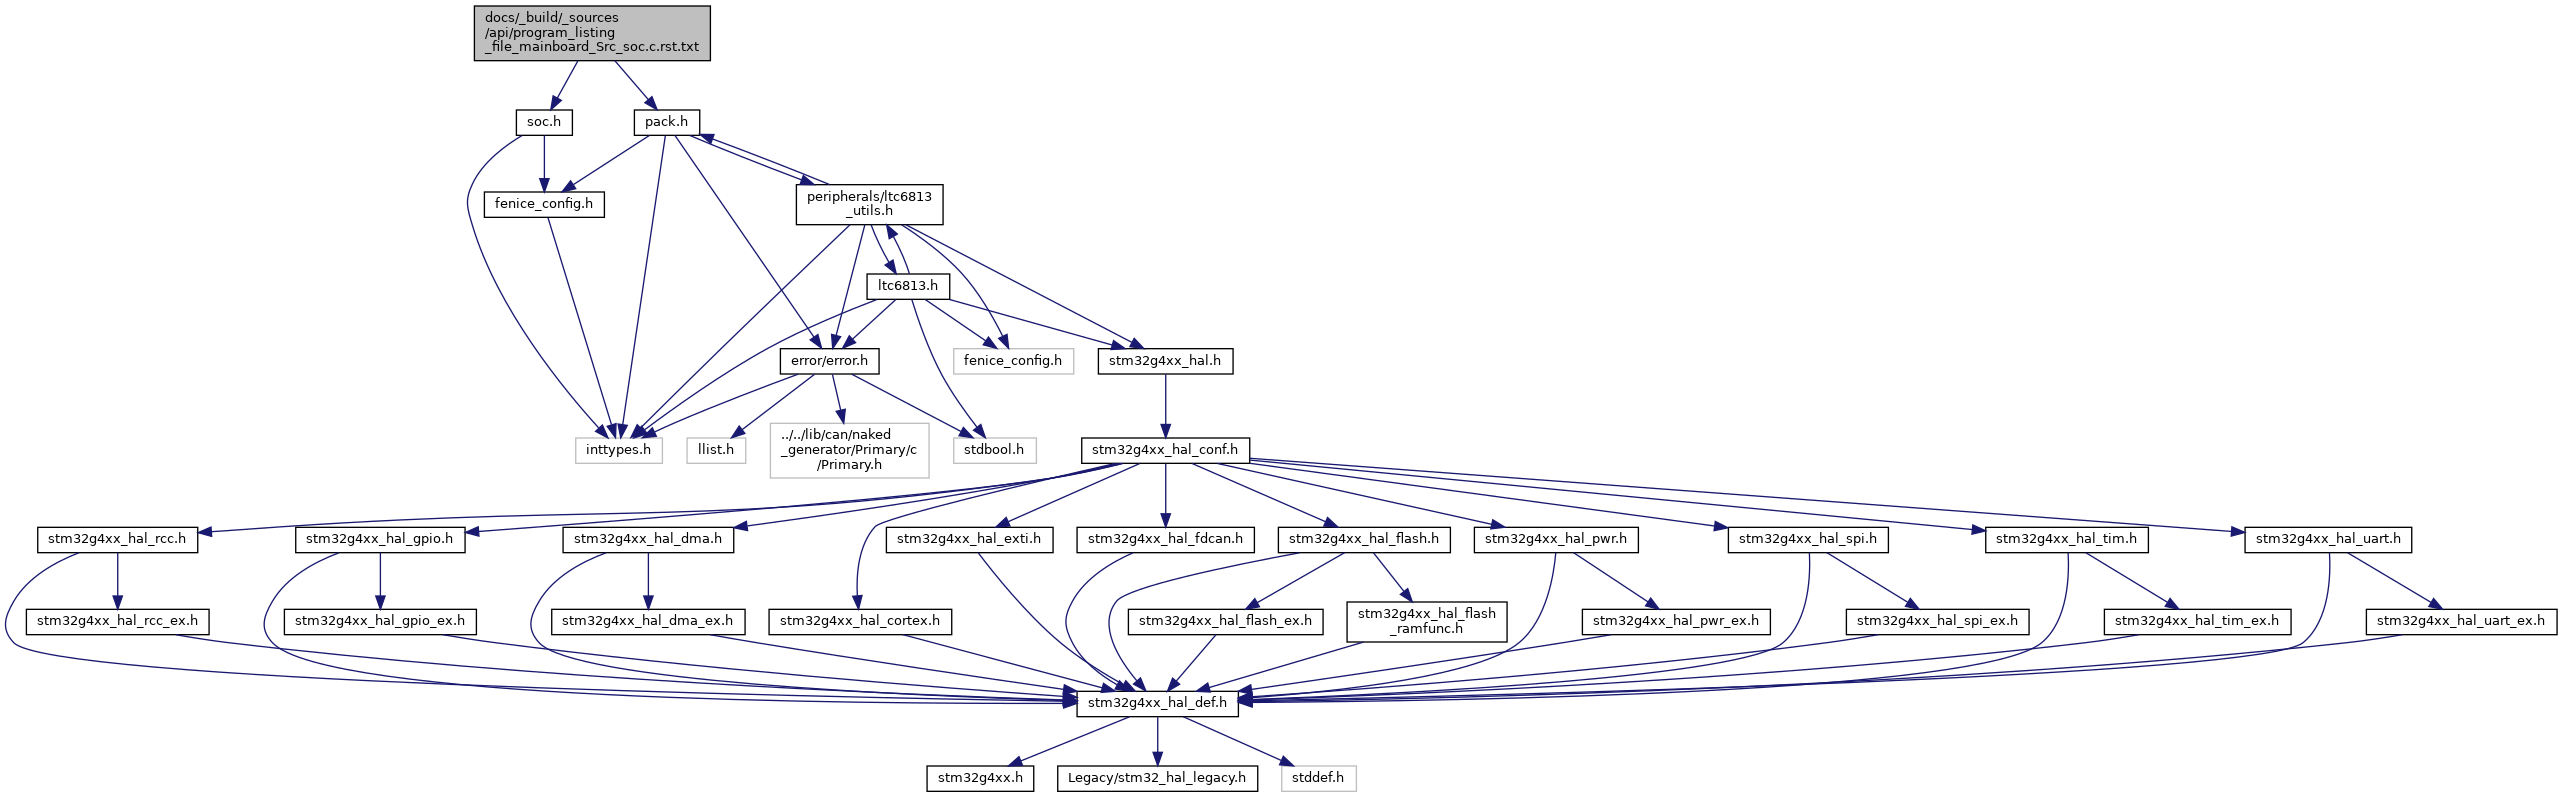 docs/_build/_sources
/api/program_listing
_file_mainboard_Src_soc.c.rst.txt
soc.h
pack.h
fenice_config.h
peripherals/ltc6813
_utils.h
ltc6813.h
error/error.h
fenice_config.h
stm32g4xx_hal.h
inttypes.h
llist.h
../../lib/can/naked
_generator/Primary/c
/Primary.h
stdbool.h
stm32g4xx_hal_conf.h
stm32g4xx_hal_rcc.h
stm32g4xx_hal_gpio.h
stm32g4xx_hal_dma.h
stm32g4xx_hal_exti.h
stm32g4xx_hal_fdcan.h
stm32g4xx_hal_flash.h
stm32g4xx_hal_pwr.h
stm32g4xx_hal_spi.h
stm32g4xx_hal_tim.h
stm32g4xx_hal_uart.h
stm32g4xx_hal_rcc_ex.h
stm32g4xx_hal_gpio_ex.h
stm32g4xx_hal_dma_ex.h
stm32g4xx_hal_cortex.h
stm32g4xx_hal_flash_ex.h
stm32g4xx_hal_flash
_ramfunc.h
stm32g4xx_hal_pwr_ex.h
stm32g4xx_hal_spi_ex.h
stm32g4xx_hal_tim_ex.h
stm32g4xx_hal_uart_ex.h
stm32g4xx_hal_def.h
stm32g4xx.h
Legacy/stm32_hal_legacy.h
stddef.h